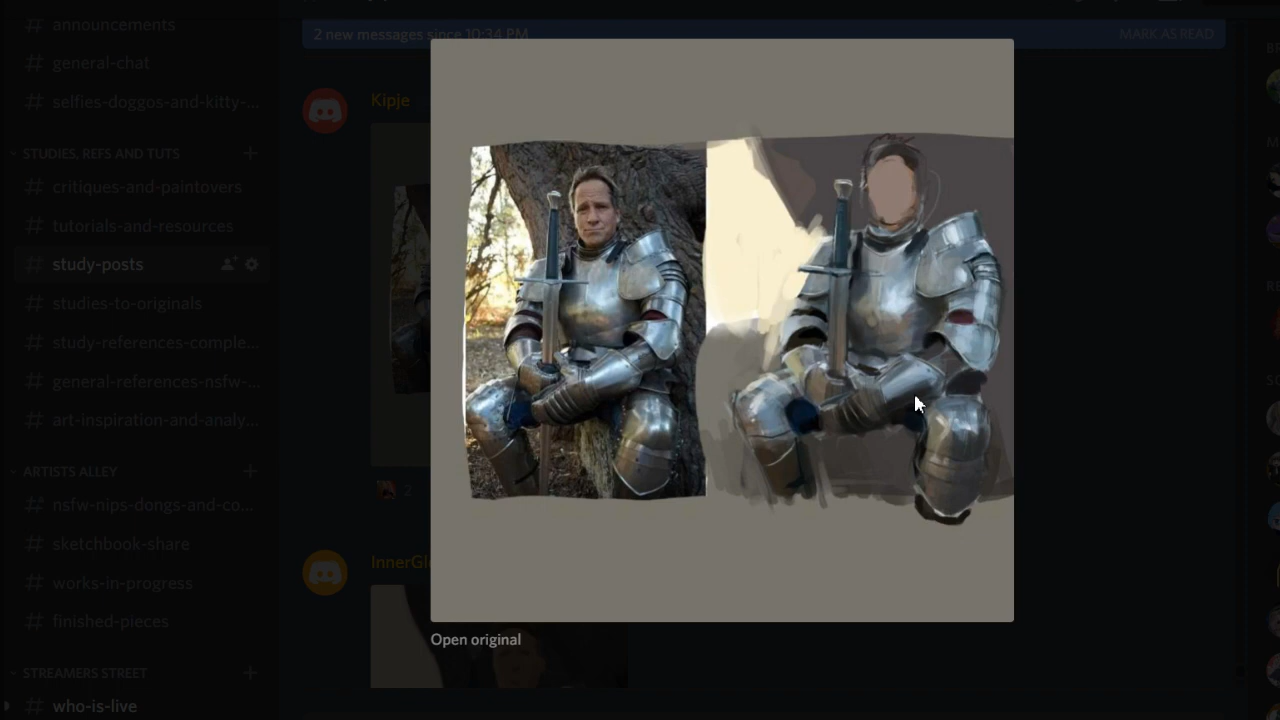 announcements
general-chat
selfies-doggos-and-kitty-...
STUDIES, REFS AND TUTS
critiques-and-paintovers
tutorials-and-resources
study-posts
studies-to-originals
study-references-comple...
general-references-nsfw-...
art-inspiration-and-analy...
ARTISTS ALLEY
nsfw-nips-dongs-and-co...
sketchbook-share
works-in-progress
finished-pieces
STREAMERS STREET
who-is-live
2 new messages since 10:34 PM
MARK AS READ
Kipje
2
InnerGl
Open original